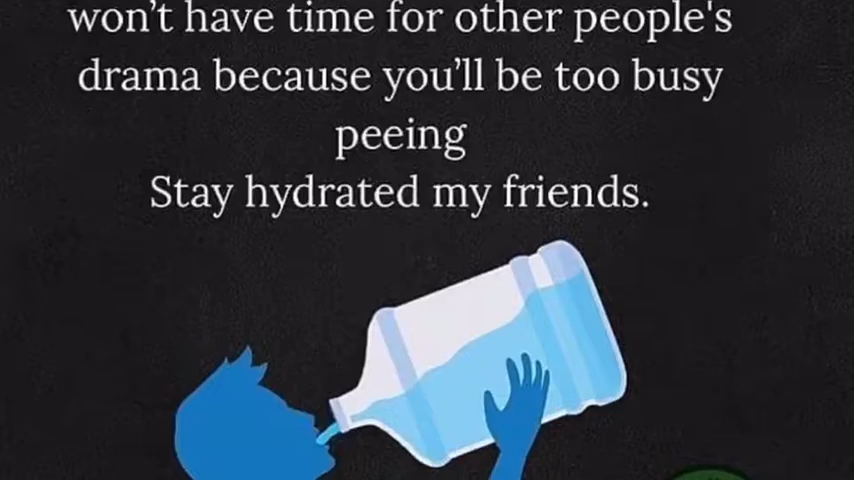 won’t have time for other people's
drama because you’ll be too busy
peeing
Stay hydrated my friends.